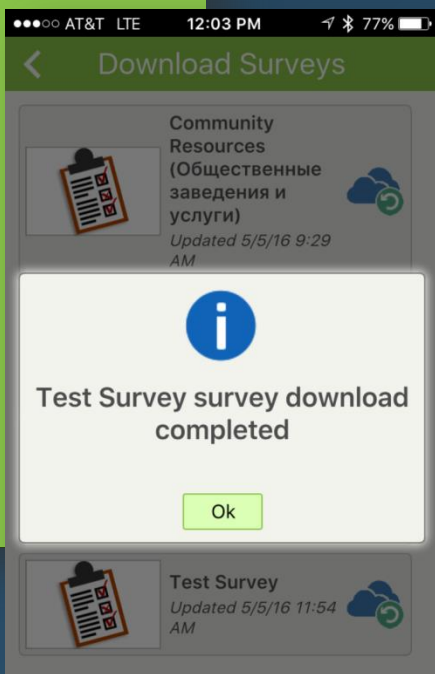 AT&T LTE 12:03 PM 77%
Download Surveys
Community
Resources
(Общественные
заведения и
услуги)
Updated 5/5/16 9:29
AM
Test Survey survey download
completed
Ok
Test Survey
Updated 5/5/16 11:54
AM